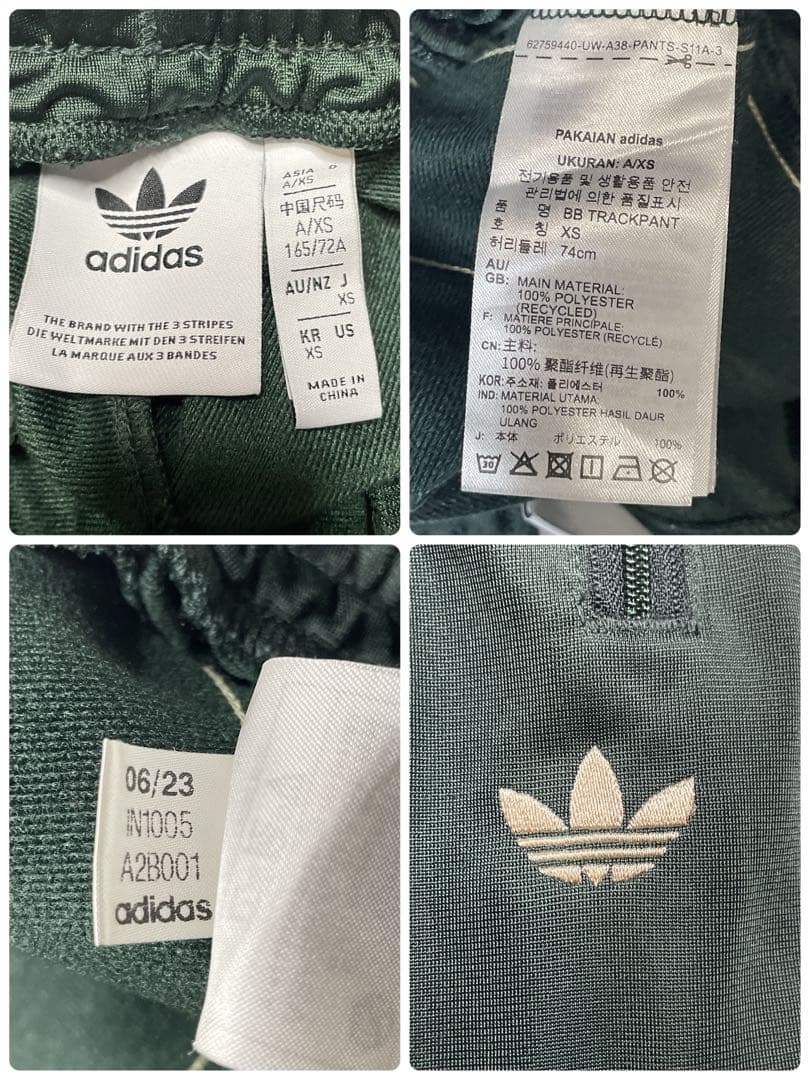 adidas
THE BRAND WITH THE 3 STRIPES
DIE WELTMARKE MIT DEN 3 STREIFEN
LA MARQUE AUX 3 BANDES
ASIA
A/XS
中国尺码
A/XS
165/72A
AU/NZ J
XS
KR US
XS
MADE IN
CHINA
62759440-UW-A38-PANTS-S11A-3
PAKAIAN adidas
UKURAN: A/XS
전기용품 및 생활용품 안전
관리법에 의한 품질표시
품 명 BB TRACKPANT
호 칭 XS
허리둘레 74cm
AU/
GB: MAIN MATERIAL:
100% POLYESTER
(RECYCLED)
F: MATIERE PRINCIPALE:
100% POLYESTER (RECYCLÉ)
CN: 主料:
100% 聚酯纤维(再生聚酯)
KOR: 주소재: 폴리에스터 100%
IND: MATERIAL UTAMA:
100% POLYESTER HASIL DAUR
ULANG
J: 本体 ポリエステル 100%
30
06/23
IN1005
A2B001
adidas